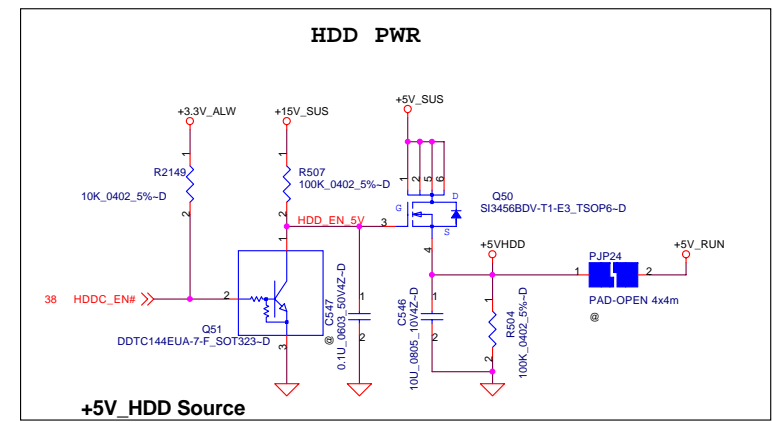 HDD PWR
+3.3V_ALW
+15V_SUS
+5V_SUS
1
R2149
10K_0402_5%~D
2
1
R507
100K_0402_5%~D
2
1
2
5
6
D
G
S
Q50
SI3456BDV-T1-E3_TSOP6~D
HDD_EN_5V
3
4
+5VHDD
PJP24
+5V_RUN
1
2
PAD-OPEN 4x4m
@
38
HDDC_EN#
2
1
Q51
DDTC144EUA-7-F_SOT323~D
3
@
C547
0.1U_0603_50V4Z~D
1
2
C546
10U_0805_10V4Z~D
1
2
1
R504
100K_0402_5%~D
2
+5V_HDD Source